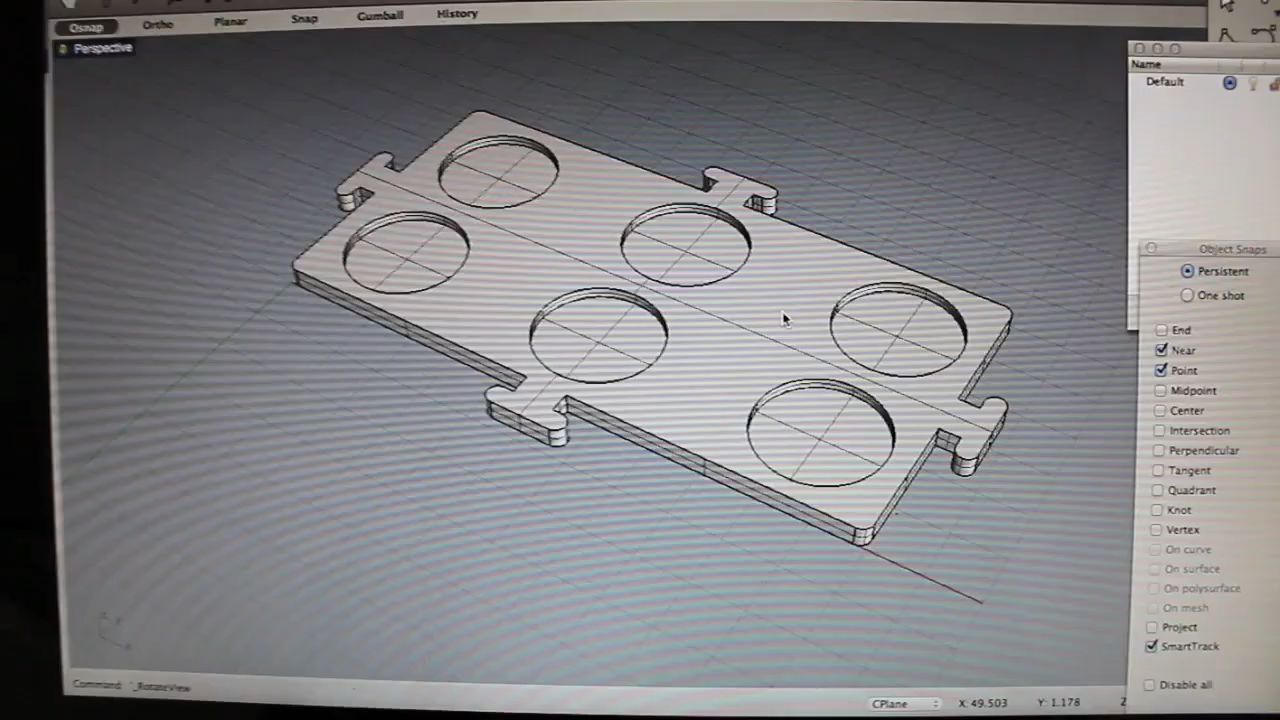 Osnap Ortho Planar Snap Gumball History
Perspective
Name
Default
Object Snaps
Persistent
One shot
End
Near
Point
Midpoint
Center
Intersection
Perpendicular
Tangent
Quadrant
Knot
Vertex
On curve
On surface
On polysurface
On mesh
Project
SmartTrack
Disable all
Command: '_RotateView
CPlane X: 49.503 Y: 1.178 Z